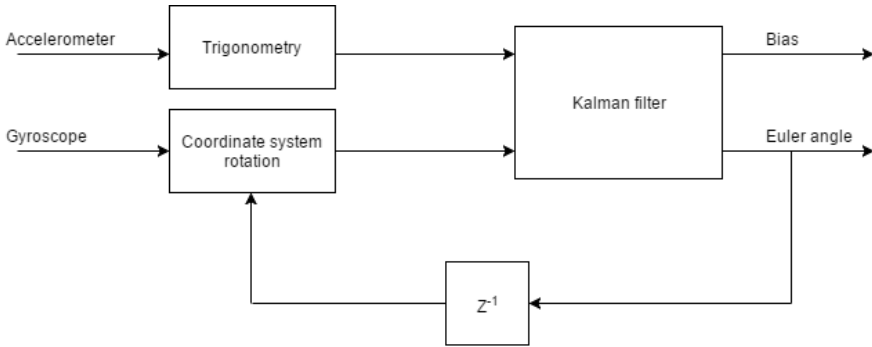 Accelerometer
Trigonometry
Bias
Kalman filter
Gyroscope
Coordinate system
rotation
Euler angle
Z⁻¹